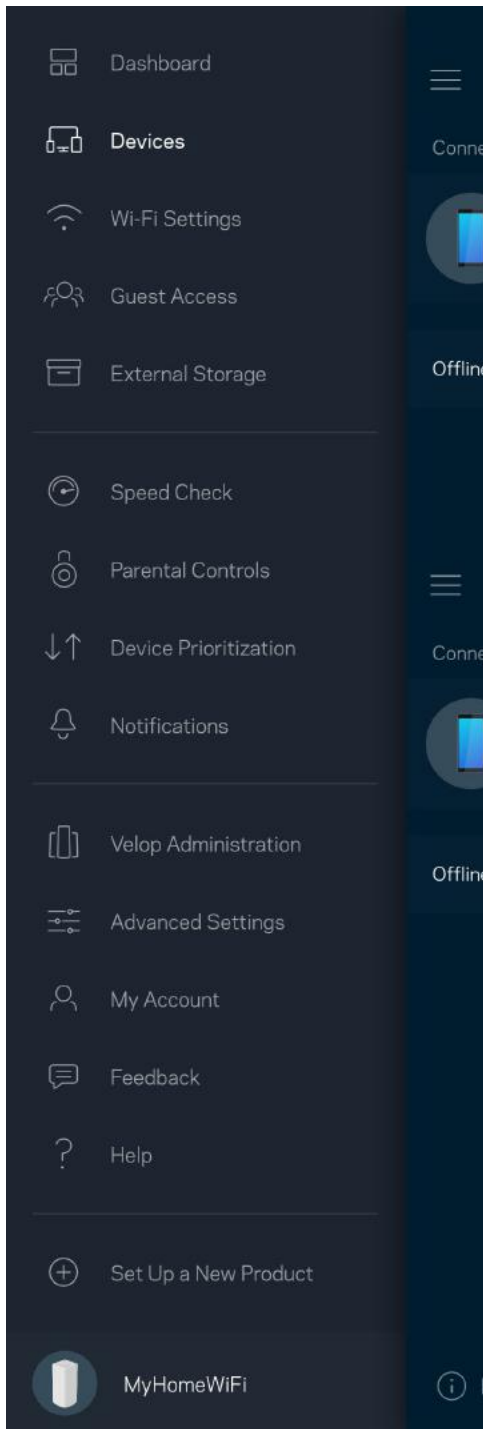 Dashboard
Devices
Wi-Fi Settings
Guest Access
External Storage
Speed Check
Parental Controls
Device Prioritization
Notifications
Velop Administration
Advanced Settings
My Account
Feedback
Help
Set Up a New Product
MyHomeWiFi